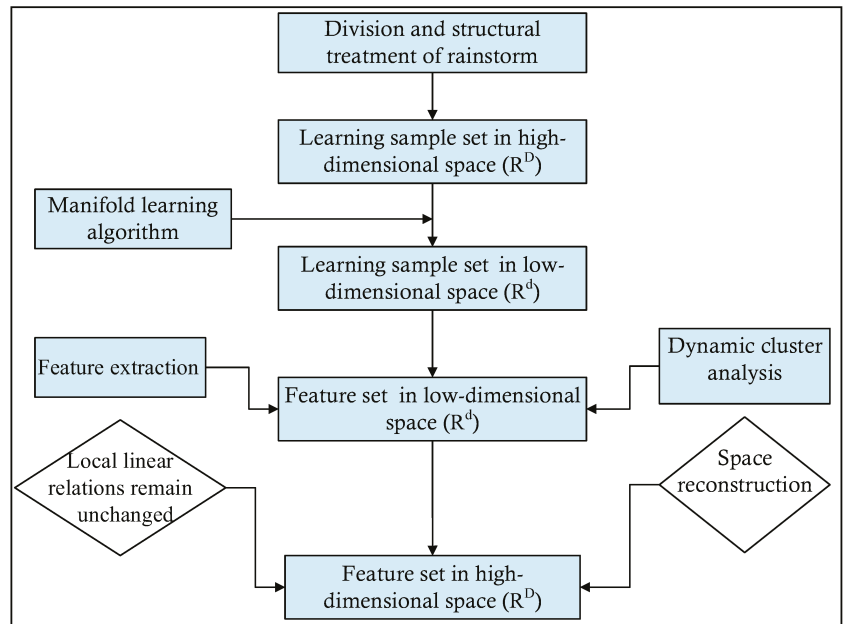 Division and structural
treatment of rainstorm
Learning sample set in high-
dimensional space (R^D)
Manifold learning
algorithm
Learning sample set in low-
dimensional space (R^d)
Feature extraction
Dynamic cluster
analysis
Feature set in low-dimensional
space (R^d)
Local linear
relations remain
unchanged
Space
reconstruction
Feature set in high-
dimensional space (R^D)